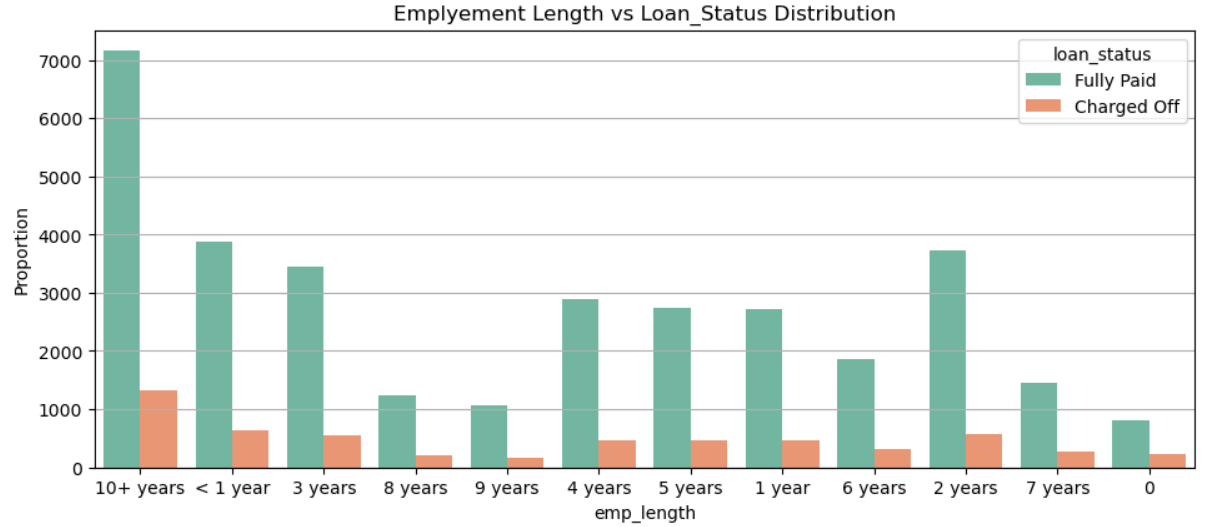 Emplyement Length vs Loan_Status Distribution
loan_status
Fully Paid
Charged Off
Proportion
7000
6000
5000
4000
3000
2000
1000
0
10+ years < 1 year 3 years 8 years 9 years 4 years 5 years 1 year 6 years 2 years 7 years 0
emp_length